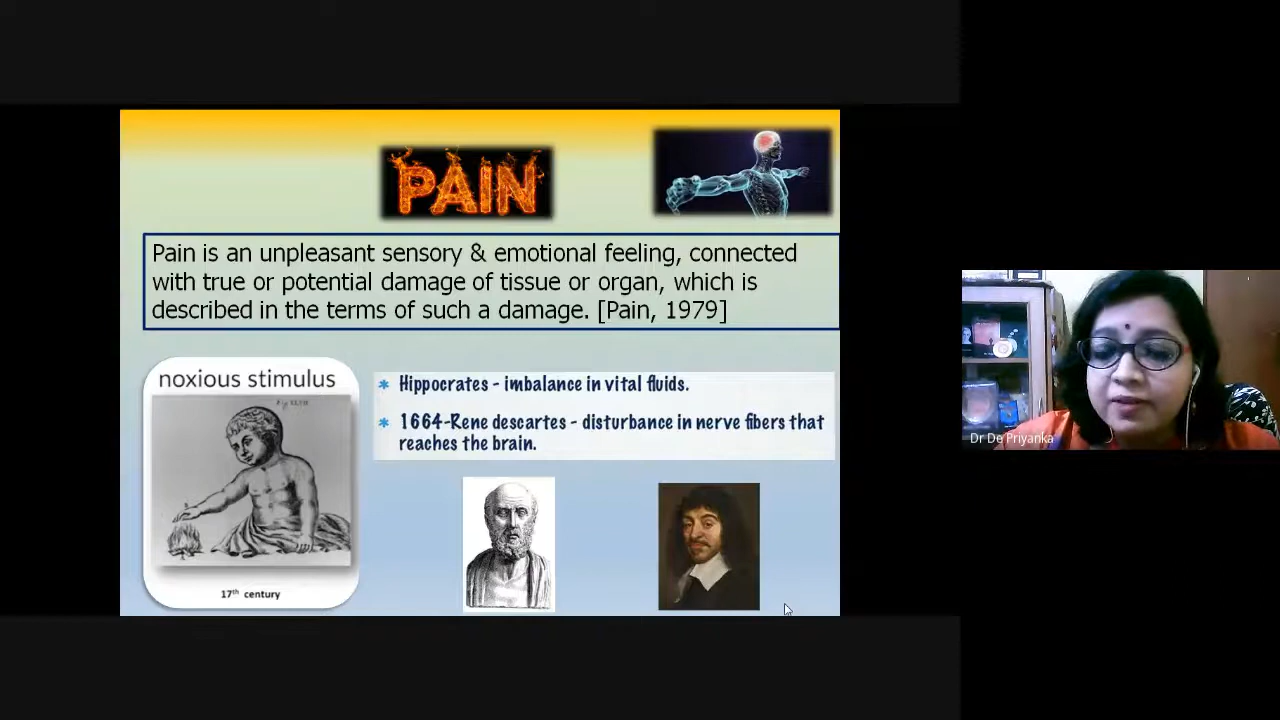 PAIN
Pain is an unpleasant sensory & emotional feeling, connected
with true or potential damage of tissue or organ, which is
described in the terms of such a damage. [Pain, 1979]
noxious stimulus
17th century
* Hippocrates - imbalance in vital fluids.
* 1664-Rene descartes - disturbance in nerve fibers that
reaches the brain.
Dr De Priyanka